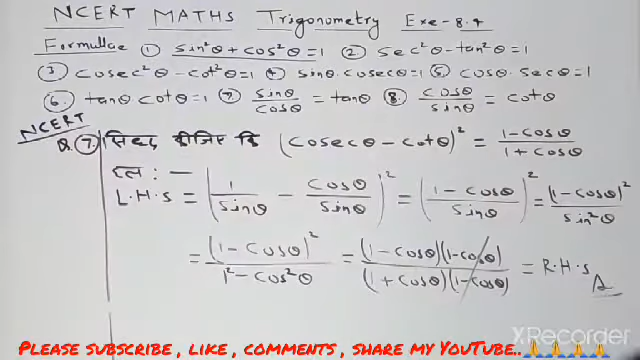 NCERT MATHS Trigonometry Exe-8.4
Formullae ① sin²θ + cos²θ = 1 ② sec²θ - tan²θ = 1
③ cosec²θ - cot²θ = 1 ④ sinθ. cosecθ = 1 ⑤ cosθ. secθ = 1
⑥ tanθ. cotθ = 1 ⑦ sinθ/cosθ = tanθ ⑧ cosθ/sinθ = cotθ
NCERT
Q. ⑦ सिद्ध कीजिए कि (cosecθ - cotθ)² = 1-cosθ/1+cosθ
हल : —
L.H.S = (1/sinθ - cosθ/sinθ)² = (1 - cosθ/sinθ)² = (1-cosθ)²/sin²θ
= (1 - cosθ)²/1² - cos²θ = (1 - cosθ)(1-cosθ)/(1 + cosθ)(1-cosθ) = R.H.S
XRecorder
PLEASE SUBSCRIBE , LIKE , COMMENTS , SHARE MY YOUTUBE..🙏🙏🙏